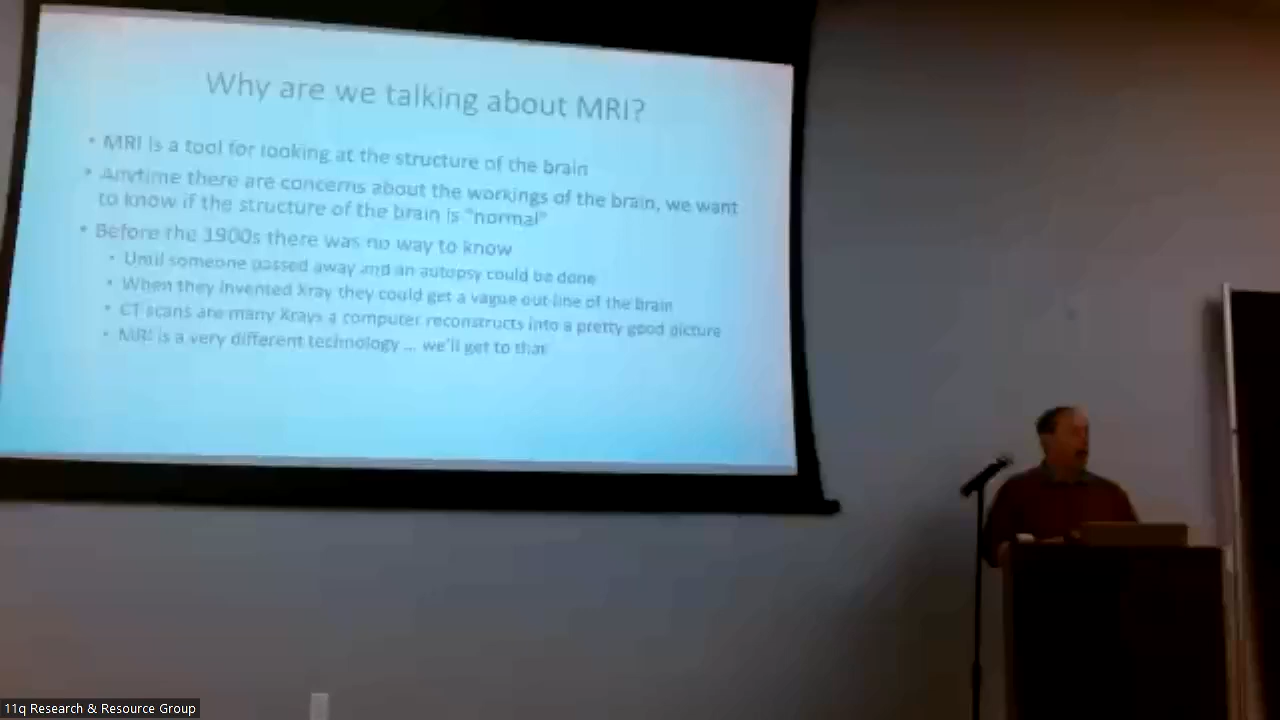 Why are we talking about MRI?
• MRI is a tool for looking at the structure of the brain
• Anytime there are concerns about the workings of the brain, we want
to know if the structure of the brain is "normal"
• Before the 1900s there was no way to know
• Until someone passed away and an autopsy could be done
• When they invented Xray they could get a vague out line of the brain
• CT scans are many Xrays a computer reconstructs into a pretty good picture
• MRI is a very different technology ... we'll get to that
11q Research & Resource Group